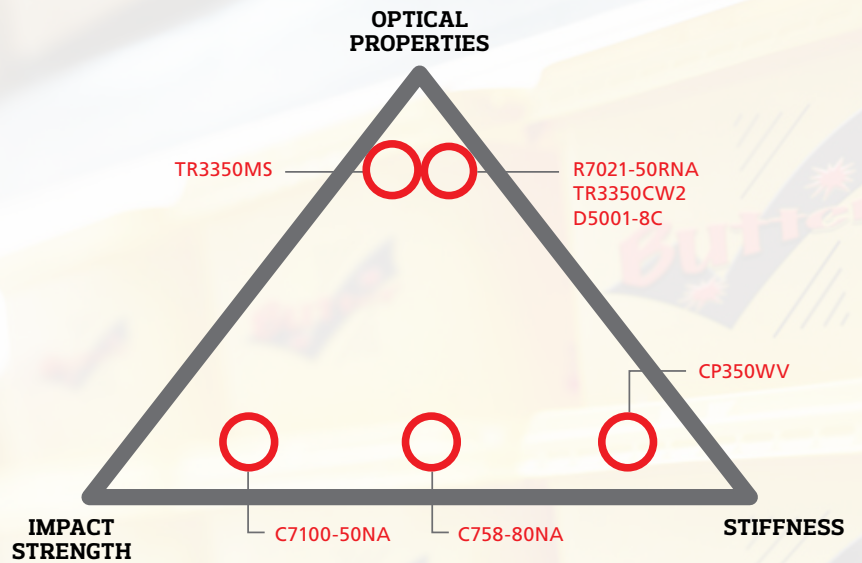 OPTICAL
PROPERTIES
TR3350MS
R7021-50RNA
TR3350CW2
D5001-8C
CP350WV
C7100-50NA
C758-80NA
IMPACT
STRENGTH
STIFFNESS